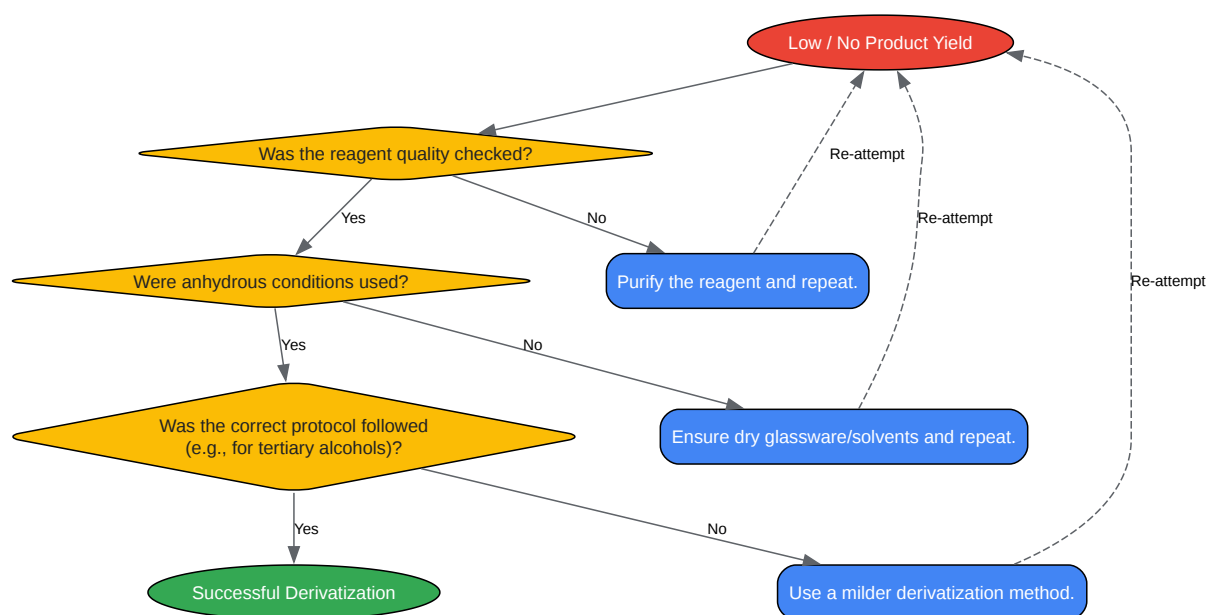 Low / No Product Yield
Was the reagent quality checked?
Re-attempt
Yes
No
Re-attempt
Were anhydrous conditions used?
Purify the reagent and repeat.
Re-attempt
Yes
No
Was the correct protocol followed
(e.g., for tertiary alcohols)?
Ensure dry glassware/solvents and repeat.
Yes
No
Successful Derivatization
Use a milder derivatization method.